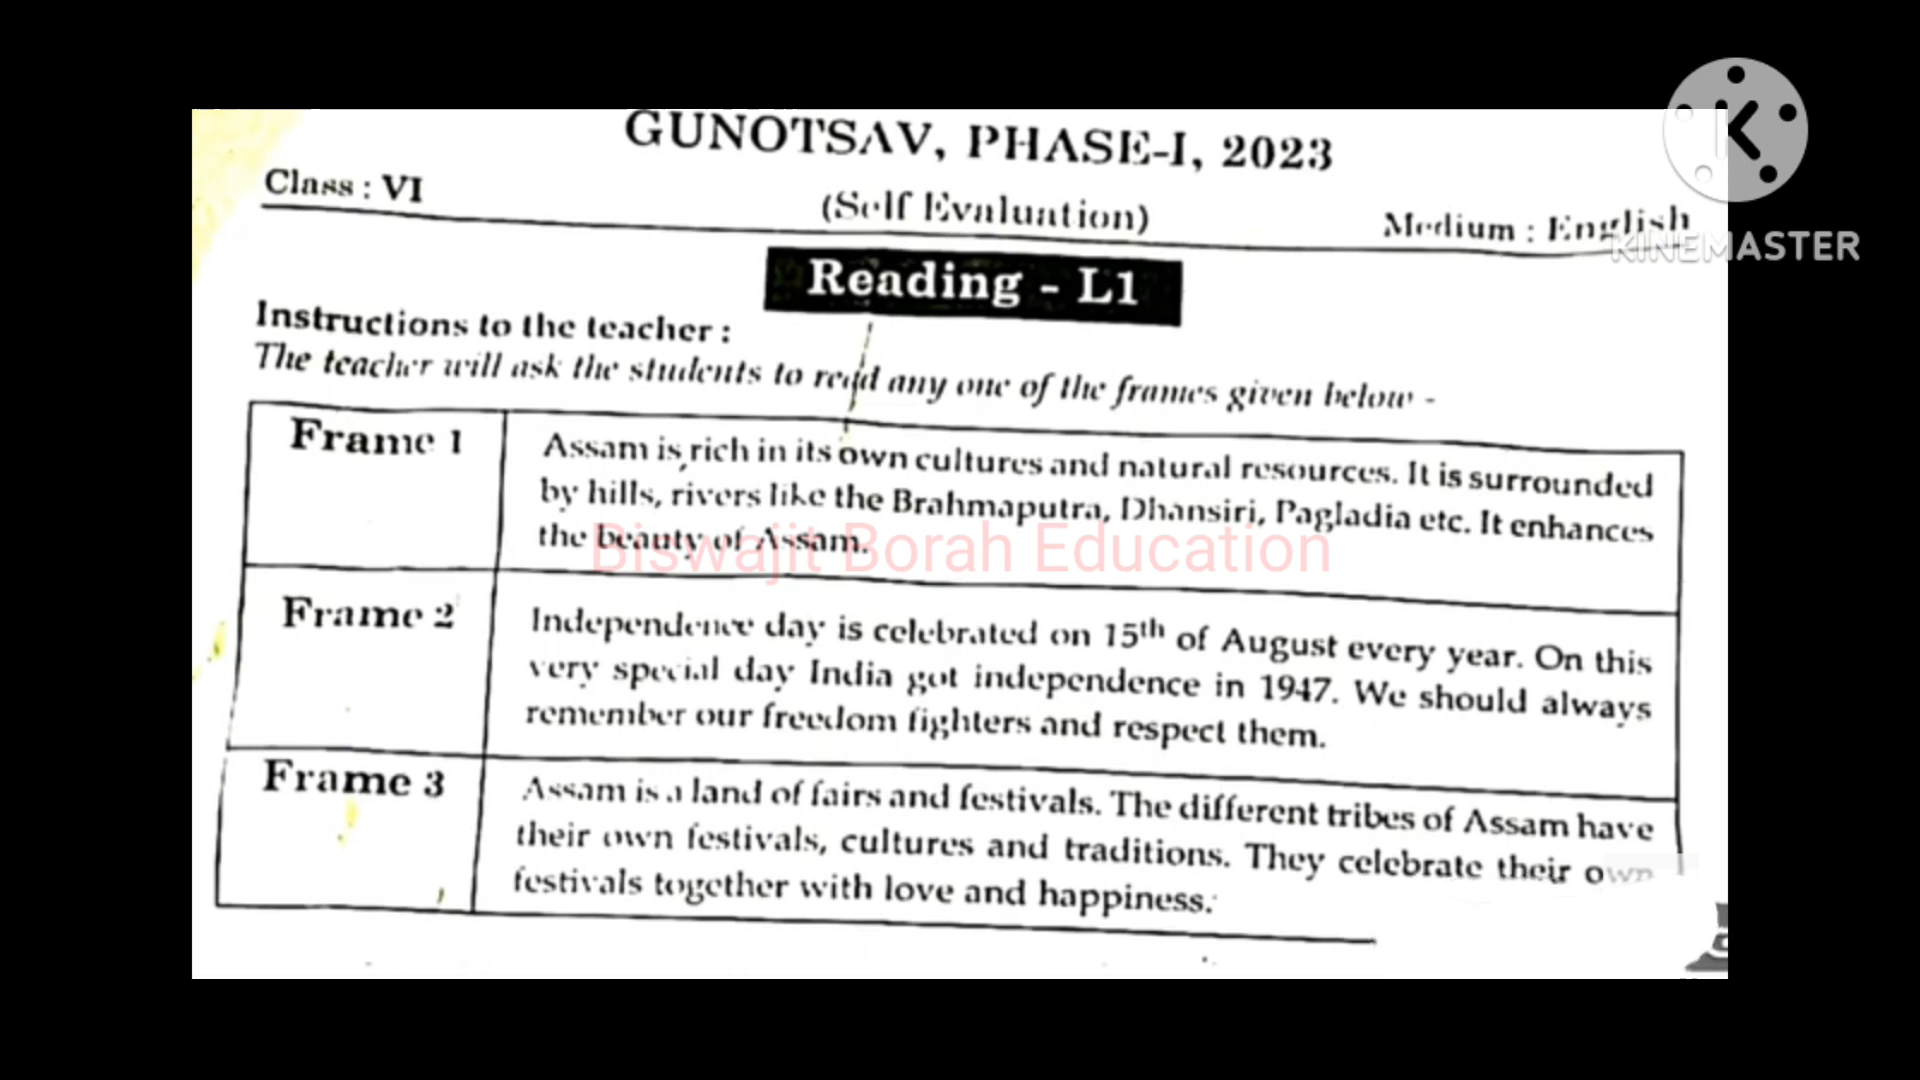 GUNOTSAV, PHASE-I, 2023
Class : VI
(Self Evaluation)
Medium : English
KINEMASTER
Reading - L1
Instructions to the teacher :
The teacher will ask the students to read any one of the frames given below -
Frame 1
Assam is rich in its own cultures and natural resources. It is surrounded
by hills, rivers like the Brahmaputra, Dhansiri, Pagladia etc. It enhances
the beauty of Assam.
Biswajit Borah Education
Frame 2
Independence day is celebrated on 15th of August every year. On this
very special day India got independence in 1947. We should always
remember our freedom fighters and respect them.
Frame 3
Assam is a land of fairs and festivals. The different tribes of Assam have
their own festivals, cultures and traditions. They celebrate their own
festivals together with love and happiness.